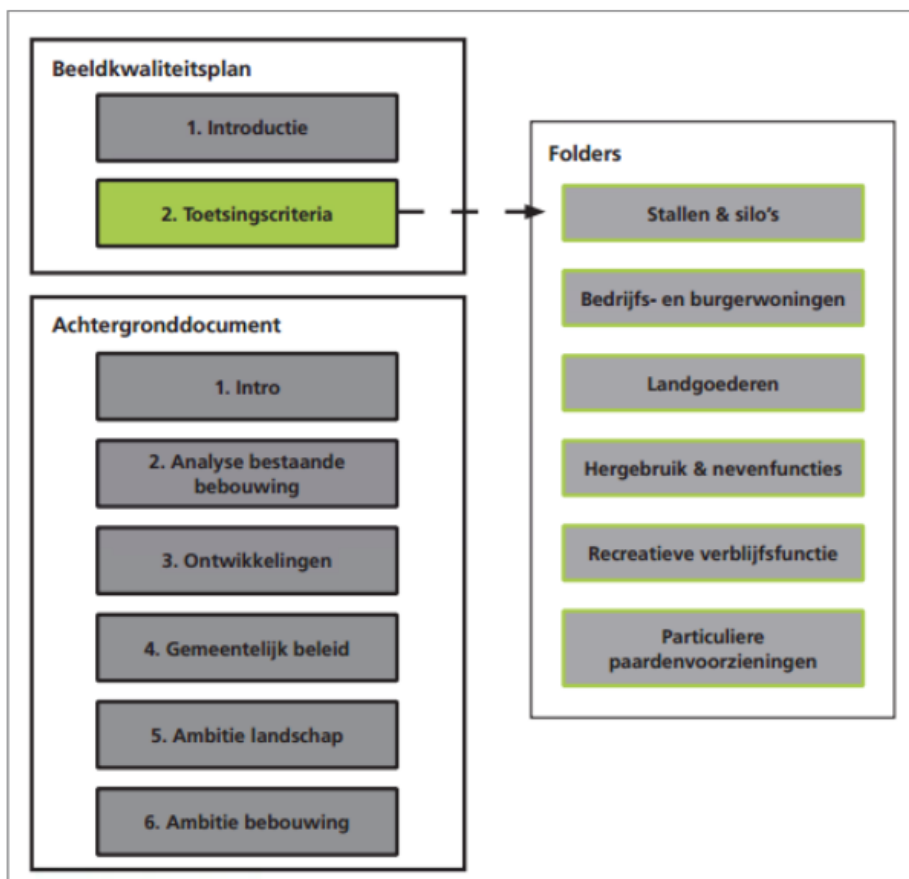 Beeldkwaliteitsplan
1. Introductie
2. Toetsingscriteria
Achtergronddocument
1. Intro
2. Analyse bestaande
bebouwing
3. Ontwikkelingen
4. Gemeentelijk beleid
5. Ambitie landschap
6. Ambitie bebouwing
Folders
Stallen & silo's
Bedrijfs- en burgerwoningen
Landgoederen
Hergebruik & nevenfuncties
Recreatieve verblijfsfunctie
Particuliere
paardenvoorzieningen